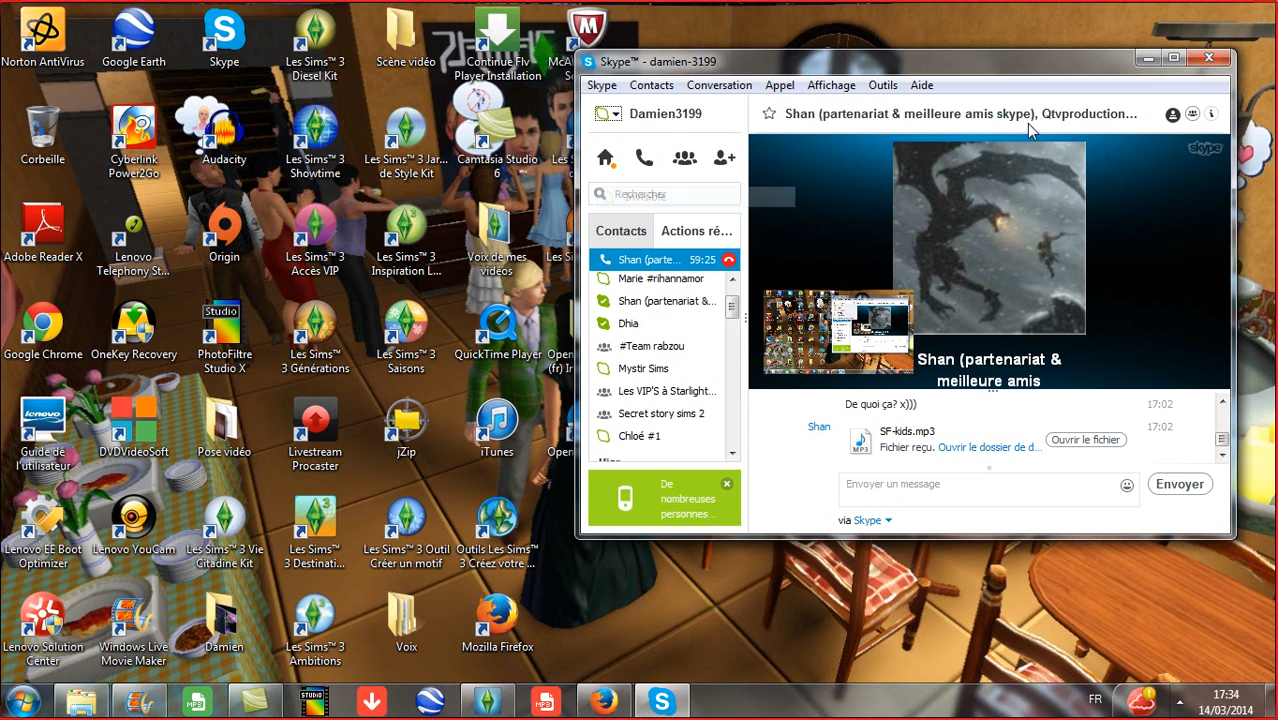 Norton AntiVirus
Google Earth
Skype
Les Sims™ 3
Diesel Kit
Scène vidéo
Continue Flv
Player Installation
Corbeille
Cyberlink
Power2Go
Audacity
Les Sims™ 3
Showtime
Les Sims™ 3 Jar...
de Style Kit
Camtasia Studio
6
Adobe Reader X
Lenovo
Telephony St...
Origin
Les Sims™ 3
Accès VIP
Les Sims™ 3
Inspiration L...
Voix de mes
vidéos
Google Chrome
OneKey Recovery
Studio
PhotoFiltre
Studio X
Les Sims™
3 Générations
Les Sims™ 3
Saisons
QuickTime Player
lenovo
Guide de
l'utilisateur
DVDVideoSoft
Pose vidéo
Livestream
Procaster
jZip
iTunes
Lenovo EE Boot
Optimizer
Lenovo YouCam
Les Sims™ 3 Vie
Citadine Kit
Les Sims™
3 Destinati...
Les Sims™ 3 Outil
Créer un motif
Outils Les Sims™
3 Créez votre ...
Lenovo Solution
Center
Windows Live
Movie Maker
Damien
Les Sims™ 3
Ambitions
Voix
Mozilla Firefox
Skype™ - damien-3199
Skype Contacts Conversation Appel Affichage Outils Aide
Damien3199
Shan (partenariat & meilleure amis skype), Qtvproduction...
skype
Rechercher
Contacts
Actions ré...
Shan (parte... 59:25
Marie #rihannamor
Shan (partenariat &...
Dhia
#Team rabzou
Mystir Sims
Les VIP'S à Starlight...
Secret story sims 2
Chloé #1
De
nombreuses
personnes...
Shan (partenariat &
meilleure amis
De quoi ça? x))) 17:02
Shan
SF-kids.mp3 17:02
MP3
Fichier reçu. Ouvrir le dossier de d...
Ouvrir le fichier
Envoyer un message
Envoyer
via Skype
MP3
STUDIO
MP3
FR
17:34
14/03/2014